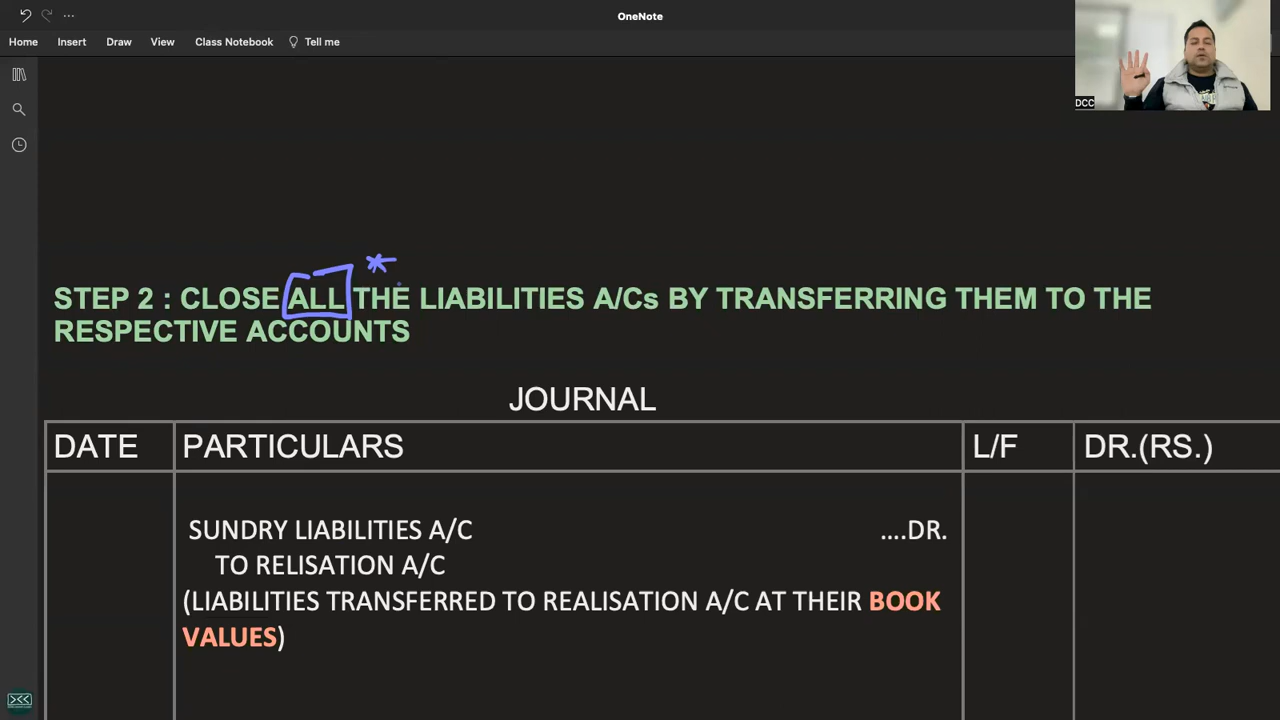 OneNote
Home Insert Draw View Class Notebook Tell me
DCC
STEP 2 : CLOSE ALL THE LIABILITIES A/Cs BY TRANSFERRING THEM TO THE
RESPECTIVE ACCOUNTS
JOURNAL
DATE PARTICULARS L/F DR.(RS.)
SUNDRY LIABILITIES A/C ....DR.
TO RELISATION A/C
(LIABILITIES TRANSFERRED TO REALISATION A/C AT THEIR BOOK
VALUES)